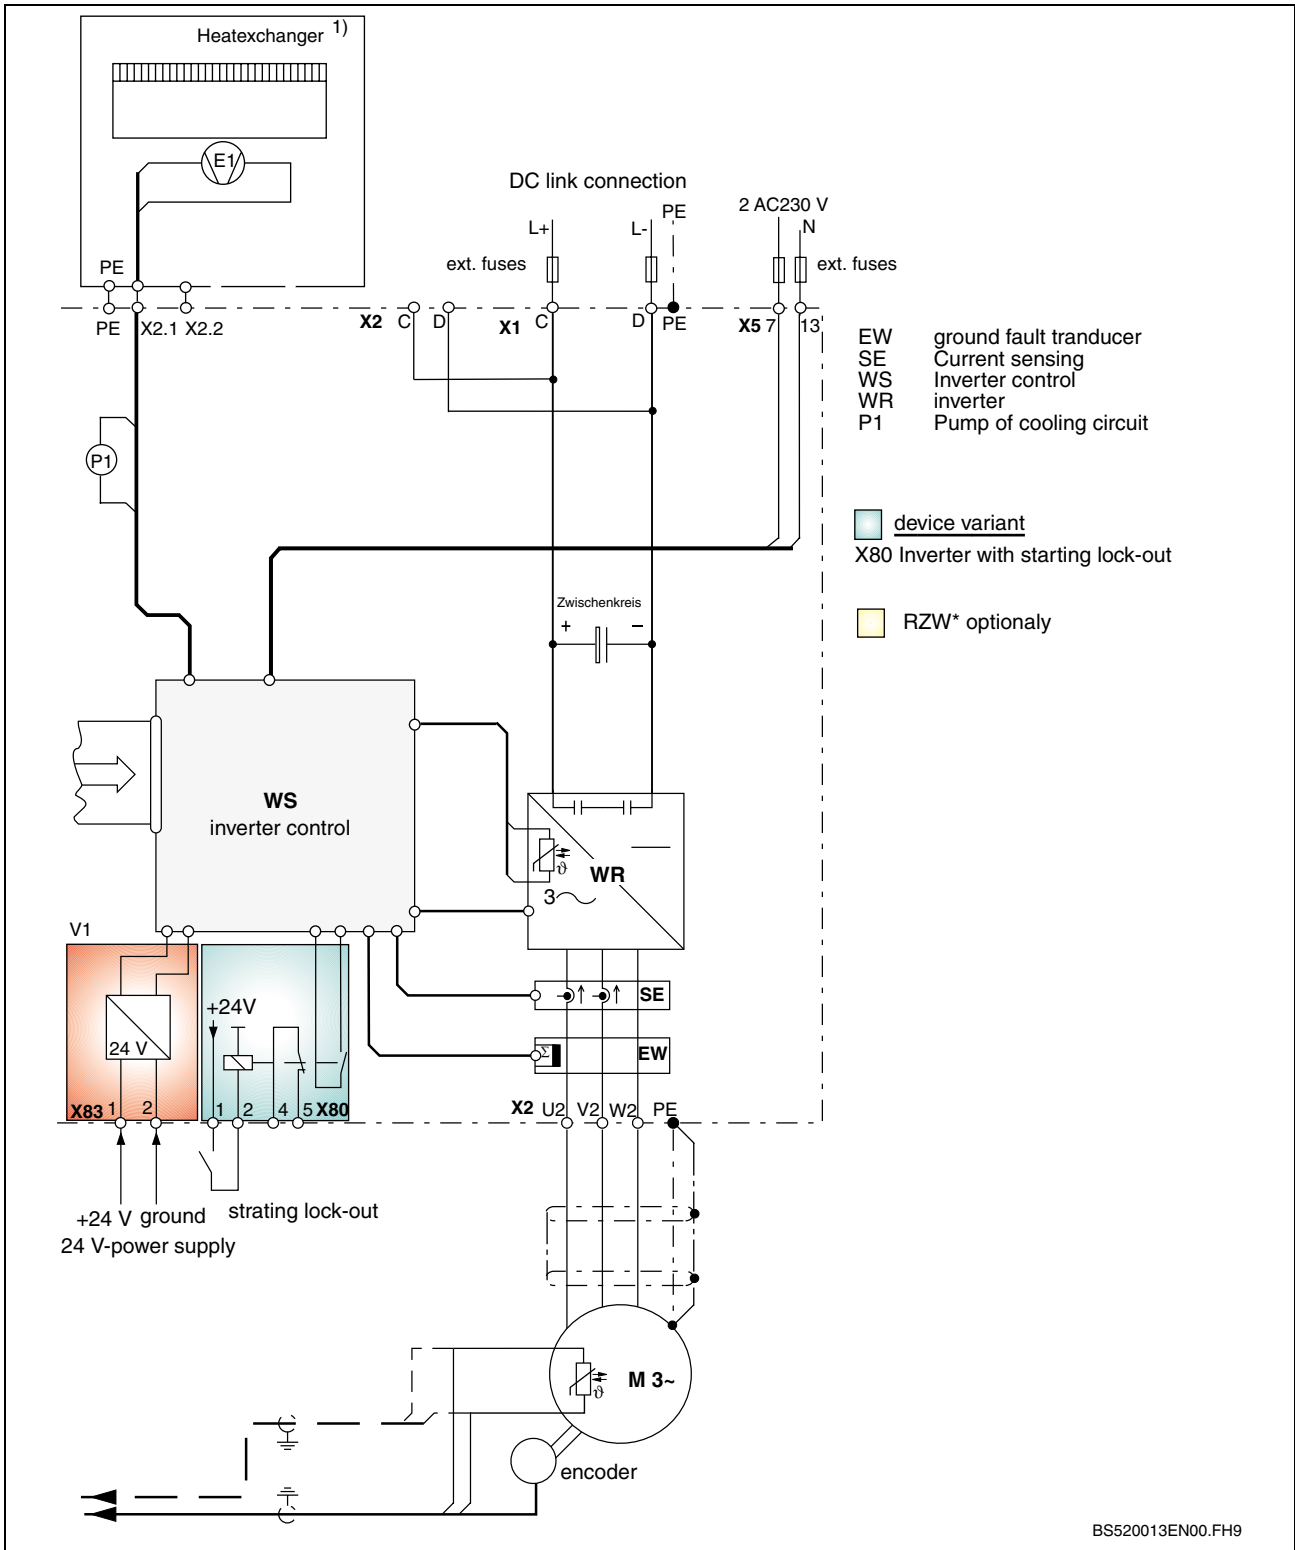 Heatexchanger 1)
E1
DC link connection
PE
2 AC230 V
L+
L-
N
ext. fuses
ext. fuses
PE
PE
X2.1
X2.2
X2
C
D
X1
C
D
PE
X5
7
13
EW ground fault tranducer
SE Current sensing
WS Inverter control
WR inverter
P1 Pump of cooling circuit
P1
device variant
X80 Inverter with starting lock-out
Zwischenkreis
+
−
RZW* optionaly
WS
inverter control
ϑ
WR
3
V1
+24V
24 V
SE
Σ
EW
X83
1
2
1
2
4
5
X80
X2
U2
V2
W2
PE
+24 V
ground
strating lock-out
24 V-power supply
M 3~
ϑ
encoder
BS520013EN00.FH9